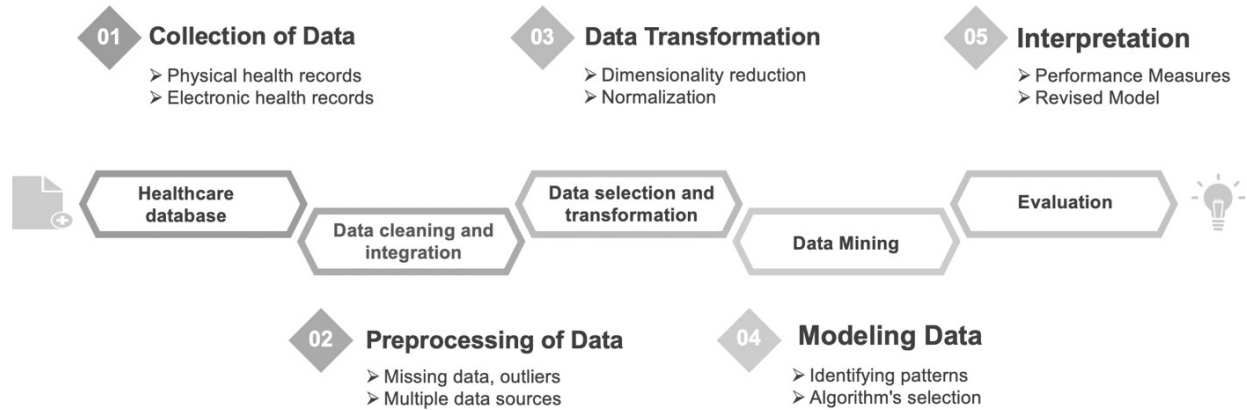 01 Collection of Data
➢ Physical health records
➢ Electronic health records
03 Data Transformation
➢ Dimensionality reduction
➢ Normalization
05 Interpretation
➢ Performance Measures
➢ Revised Model
Healthcare
database
Data cleaning and
integration
Data selection and
transformation
Data Mining
Evaluation
02 Preprocessing of Data
➢ Missing data, outliers
➢ Multiple data sources
04 Modeling Data
➢ Identifying patterns
➢ Algorithm's selection